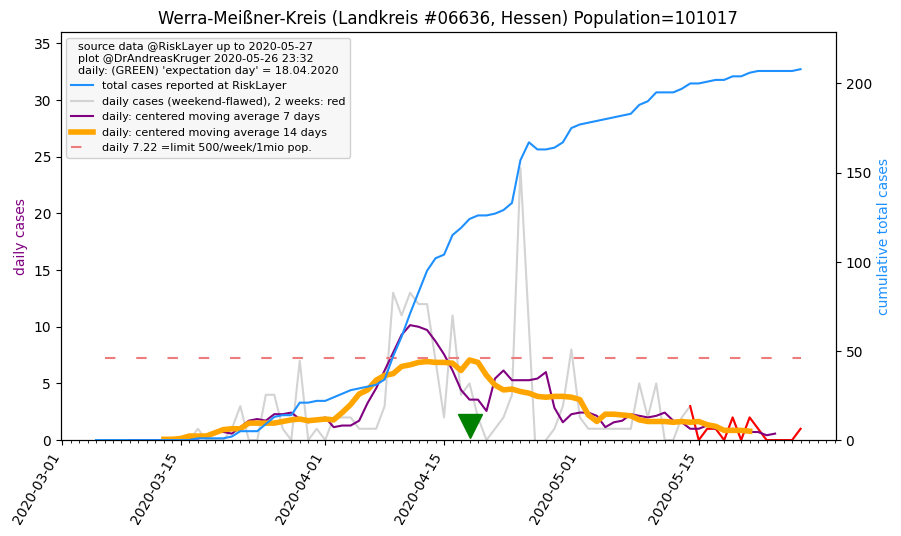 Werra-Meißner-Kreis (Landkreis #06636, Hessen) Population=101017
source data @RiskLayer up to 2020-05-27
plot @DrAndreasKruger 2020-05-26 23:32
daily: (GREEN) 'expectation day' = 18.04.2020
total cases reported at RiskLayer
daily cases (weekend-flawed), 2 weeks: red
daily: centered moving average 7 days
daily: centered moving average 14 days
daily 7.22 =limit 500/week/1mio pop.
daily cases
35
30
25
20
15
10
5
0
cumulative total cases
200
150
100
50
0
2020-03-01
2020-03-15
2020-04-01
2020-04-15
2020-05-01
2020-05-15